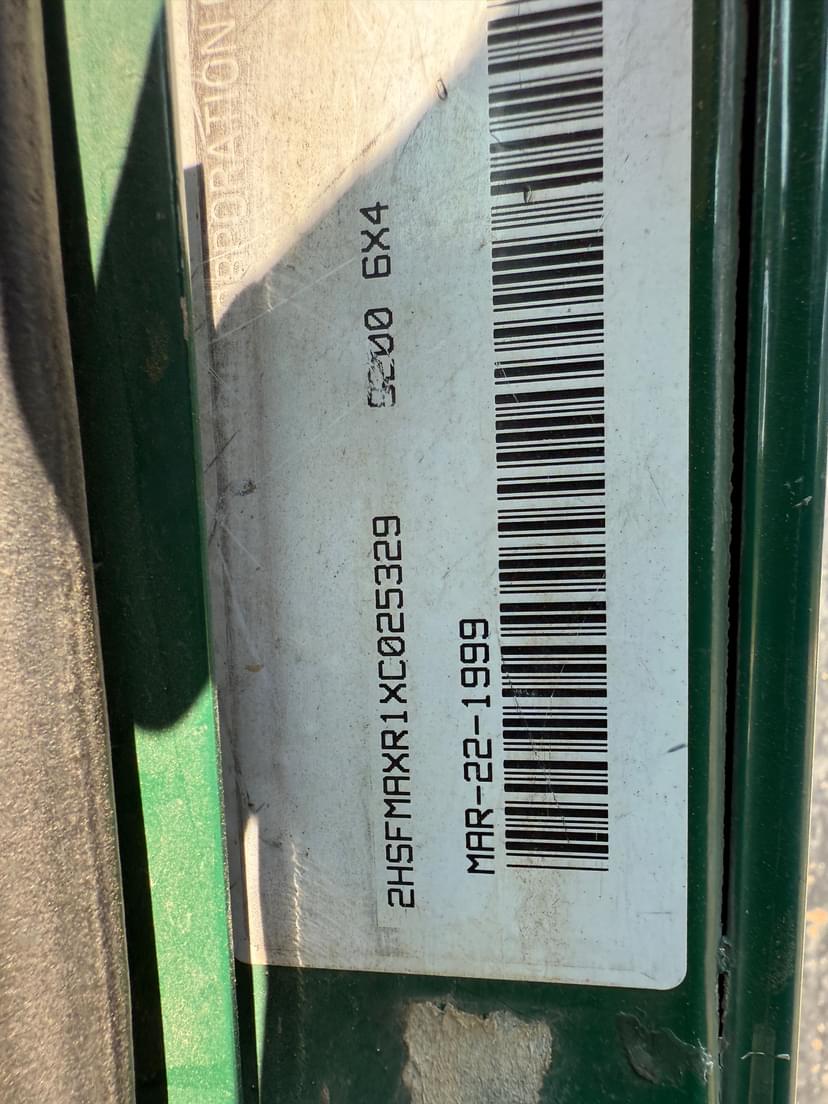 RPORATION
2HSFMAXR1XC025329 9200 6X4
MAR-22-1999